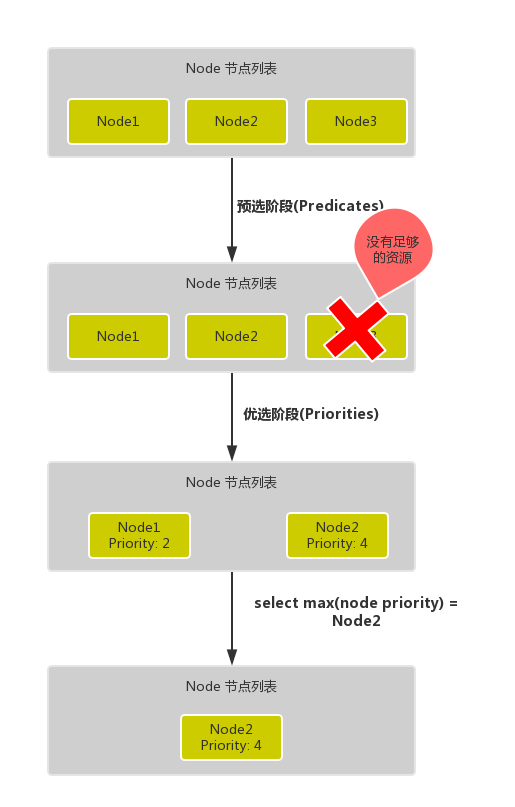 Node 节点列表
Node1
Node2
Node3
预选阶段(Predicates)
没有足够
的资源
Node 节点列表
Node1
Node2
优选阶段(Priorities)
Node 节点列表
Node1
Priority: 2
Node2
Priority: 4
select max(node priority) =
Node2
Node 节点列表
Node2
Priority: 4